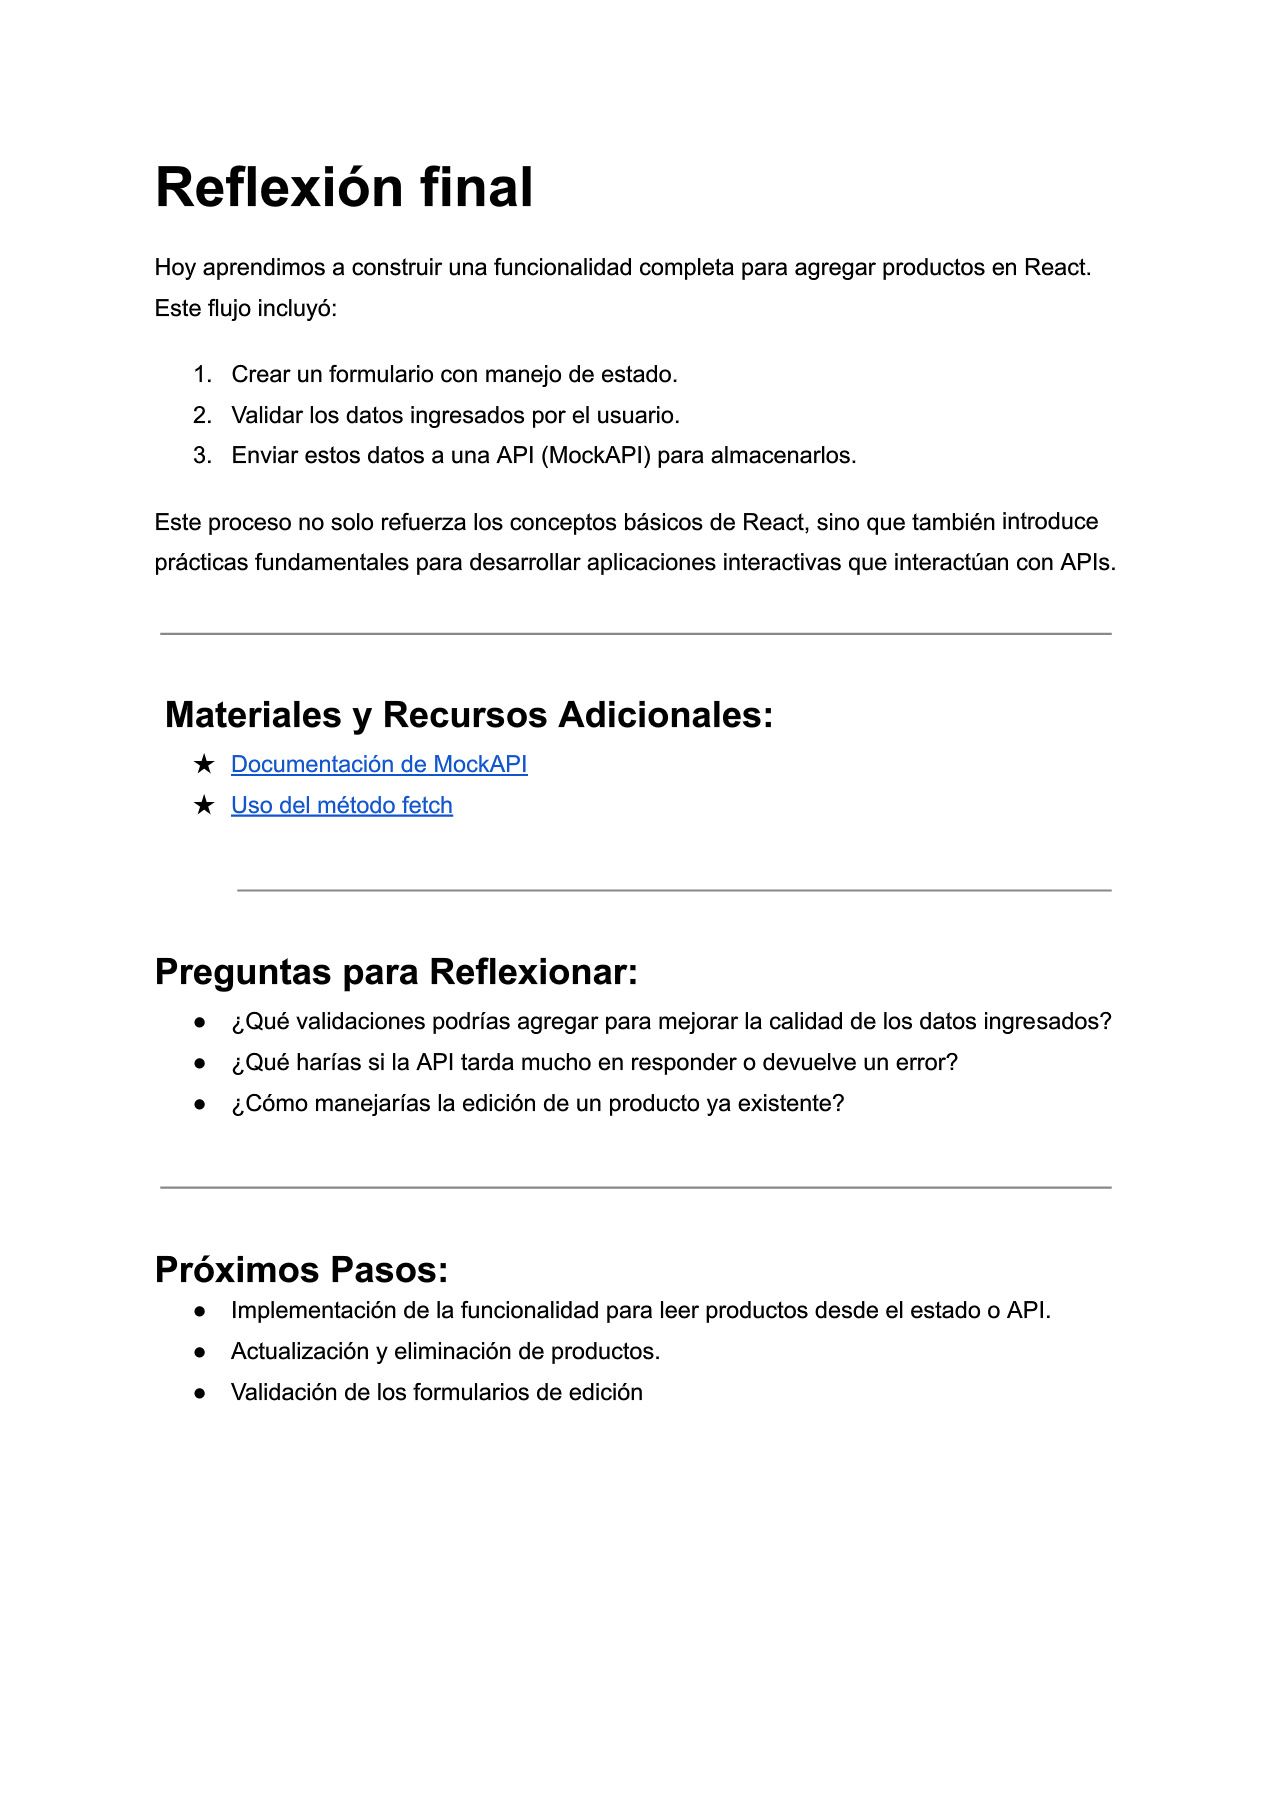 Reflexión final
Hoy aprendimos a construir una funcionalidad completa para agregar productos en React.
Este flujo incluyó:
1. Crear un formulario con manejo de estado.
2. Validar los datos ingresados por el usuario.
3. Enviar estos datos a una API (MockAPI) para almacenarlos.
Este proceso no solo refuerza los conceptos básicos de React, sino que también introduce
prácticas fundamentales para desarrollar aplicaciones interactivas que interactúan con APIs.
Materiales y Recursos Adicionales:
★ Documentación de MockAPI
★ Uso del método fetch
Preguntas para Reflexionar:
● ¿Qué validaciones podrías agregar para mejorar la calidad de los datos ingresados?
● ¿Qué harías si la API tarda mucho en responder o devuelve un error?
● ¿Cómo manejarías la edición de un producto ya existente?
Próximos Pasos:
● Implementación de la funcionalidad para leer productos desde el estado o API.
● Actualización y eliminación de productos.
● Validación de los formularios de edición